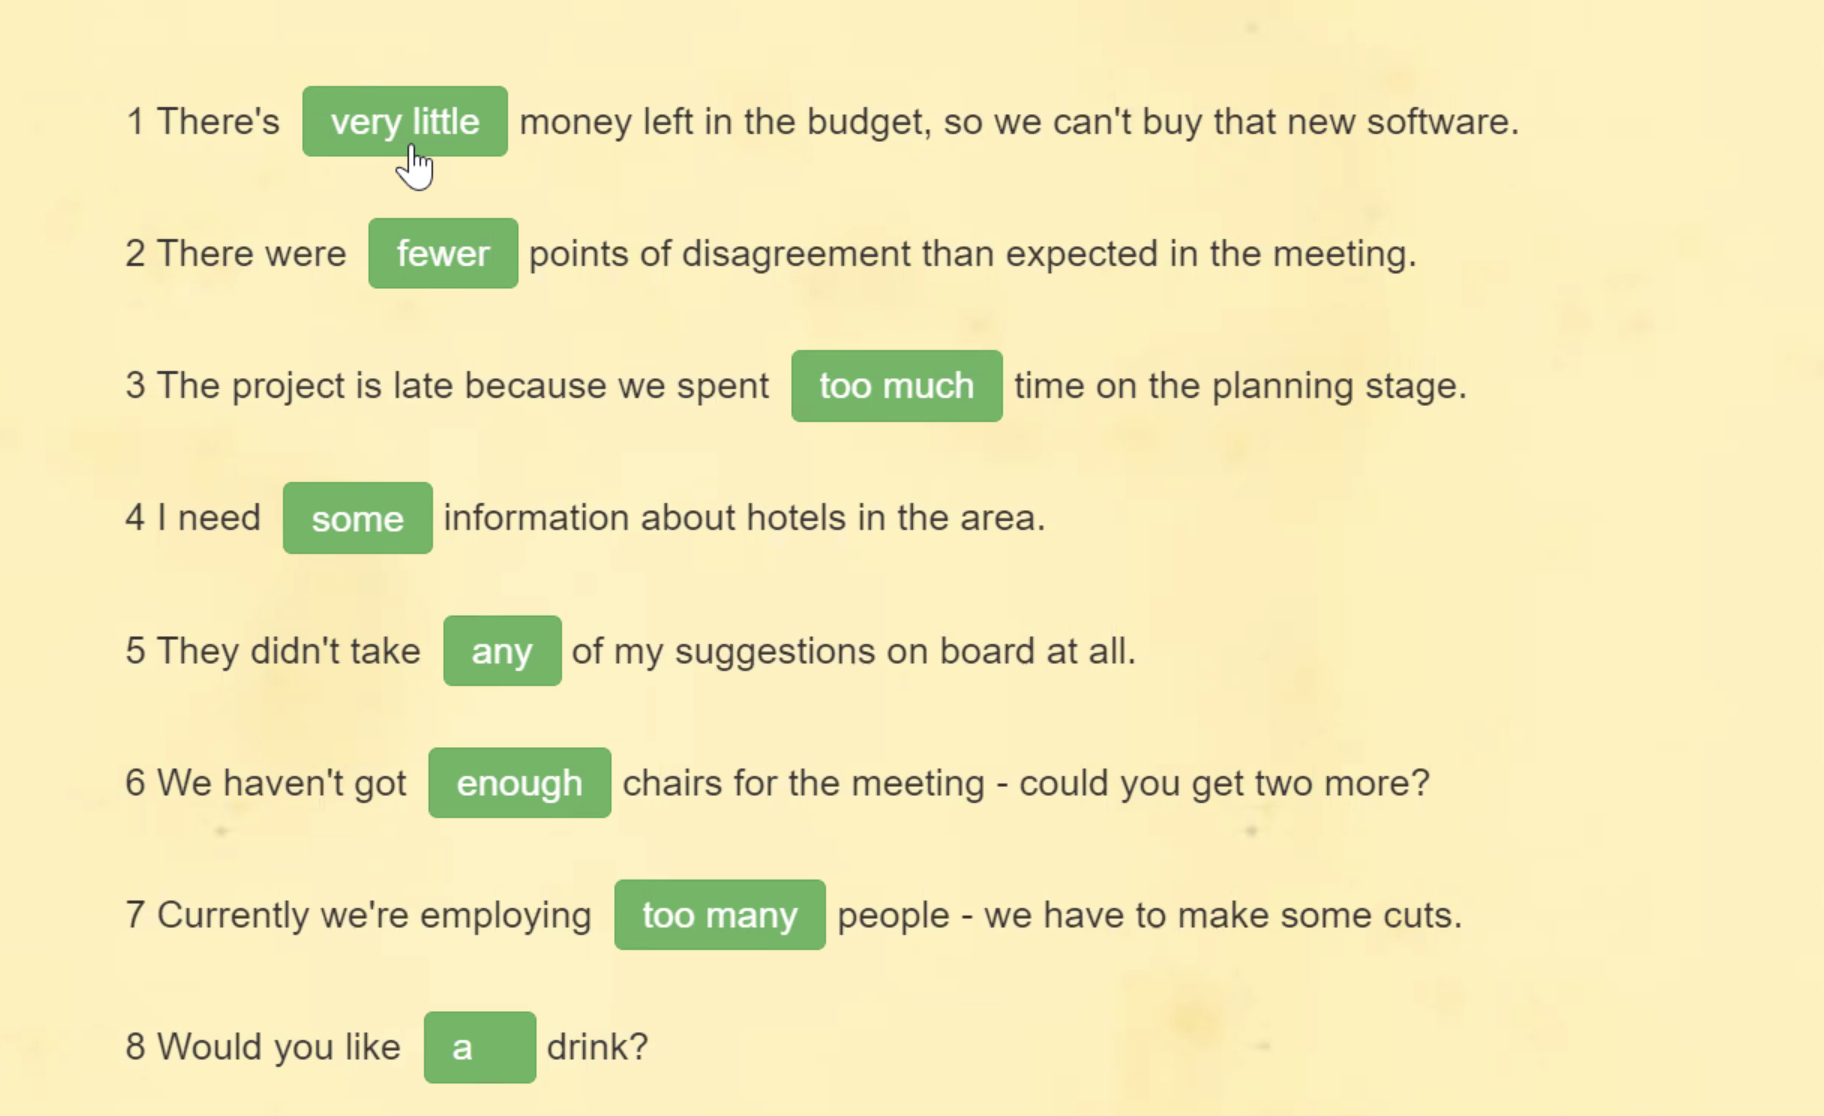 1 There's very little money left in the budget, so we can't buy that new software.
2 There were fewer points of disagreement than expected in the meeting.
3 The project is late because we spent too much time on the planning stage.
4 I need some information about hotels in the area.
5 They didn't take any of my suggestions on board at all.
6 We haven't got enough chairs for the meeting - could you get two more?
7 Currently we're employing too many people - we have to make some cuts.
8 Would you like a drink?